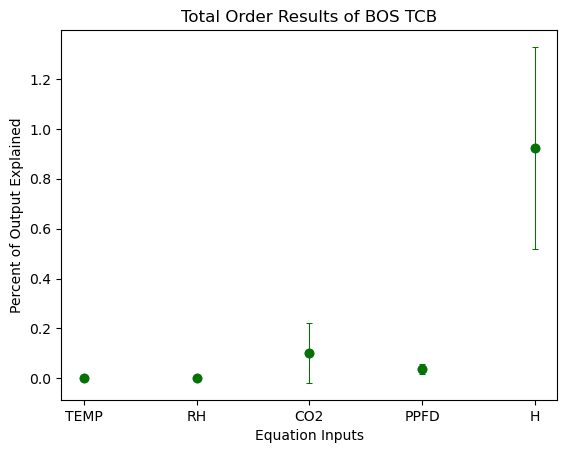 Total Order Results of BOS TCB
Percent of Output Explained
1.2
1.0
0.8
0.6
0.4
0.2
0.0
TEMP RH CO2 PPFD H
Equation Inputs